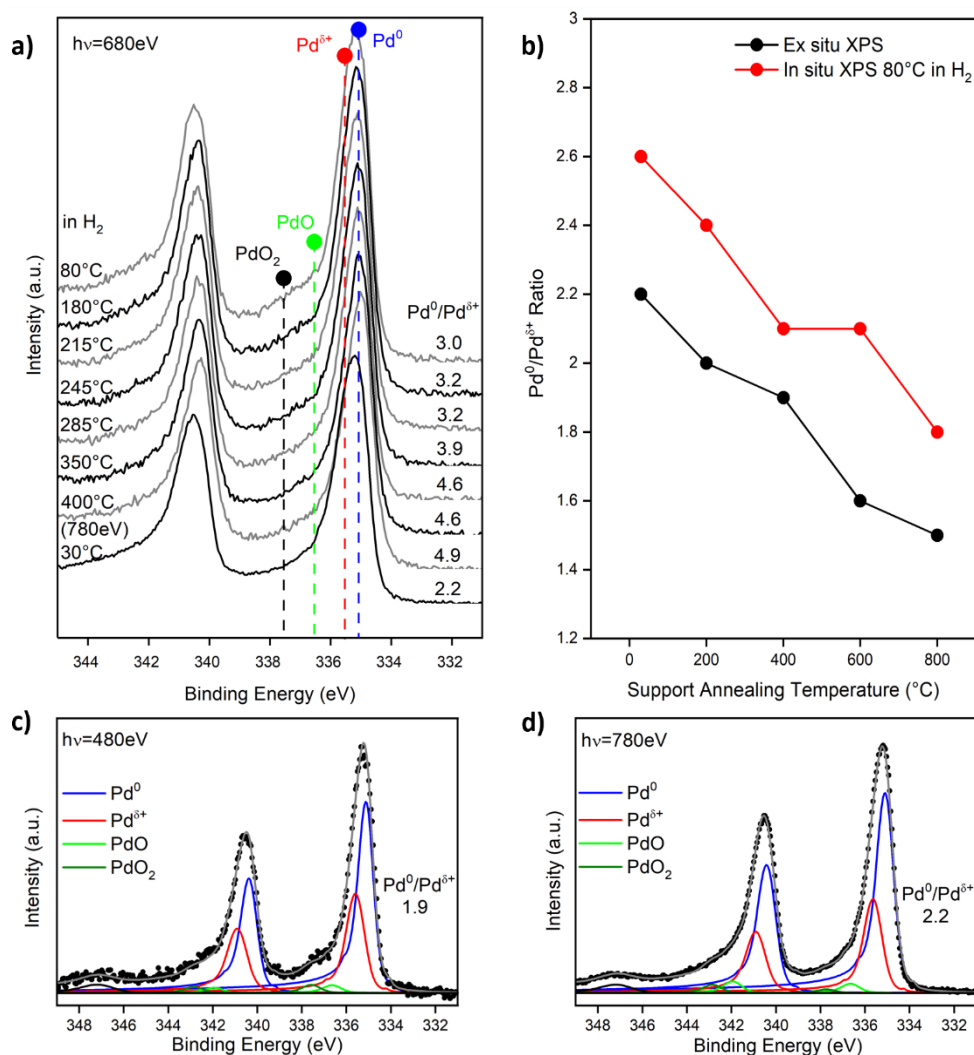 a)
hν=680eV
Pd^δ+
Pd^0
PdO
PdO₂
in H₂
80°C
180°C
215°C
245°C
285°C
350°C
400°C
(780eV)
30°C
Pd^0/Pd^δ+
3.0
3.2
3.2
3.9
4.6
4.6
4.9
2.2
Intensity (a.u.)
344 342 340 338 336 334 332
Binding Energy (eV)
b)
Ex situ XPS
In situ XPS 80°C in H₂
Pd^0/Pd^δ+ Ratio
3
2.8
2.6
2.4
2.2
2
1.8
1.6
1.4
1.2
0 200 400 600 800
Support Annealing Temperature (°C)
c)
hν=480eV
Pd^0
Pd^δ+
PdO
PdO₂
Pd^0/Pd^δ+
1.9
Intensity (a.u.)
348 346 344 342 340 338 336 334 332
Binding Energy (eV)
d)
hν=780eV
Pd^0
Pd^δ+
PdO
PdO₂
Pd^0/Pd^δ+
2.2
Intensity (a.u.)
348 346 344 342 340 338 336 334 332
Binding Energy (eV)